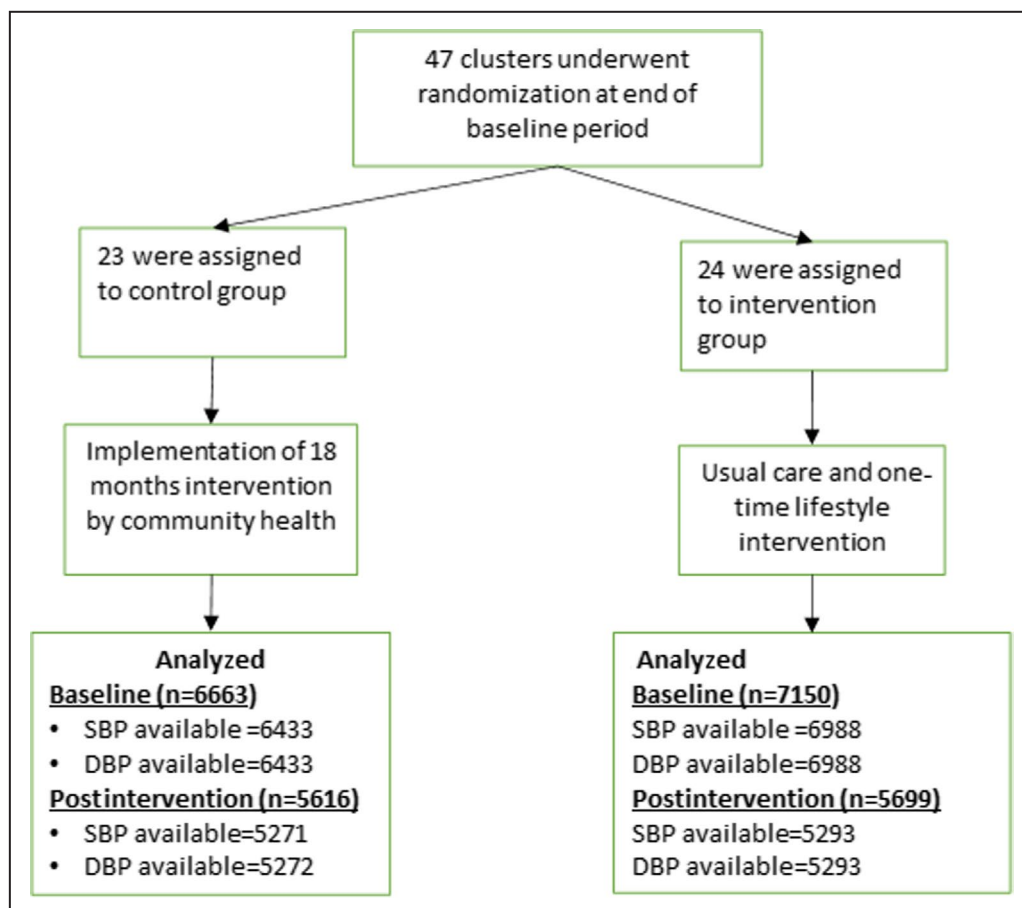 47 clusters underwent
randomization at end of
baseline period
23 were assigned
to control group
24 were assigned
to intervention
group
Implementation of 18
months intervention
by community health
Usual care and one-
time lifestyle
intervention
Analyzed
Baseline (n=6663)
• SBP available =6433
• DBP available=6433
Postintervention (n=5616)
• SBP available=5271
• DBP available=5272
Analyzed
Baseline (n=7150)
SBP available=6988
DBP available=6988
Postintervention (n=5699)
SBP available=5293
DBP available=5293